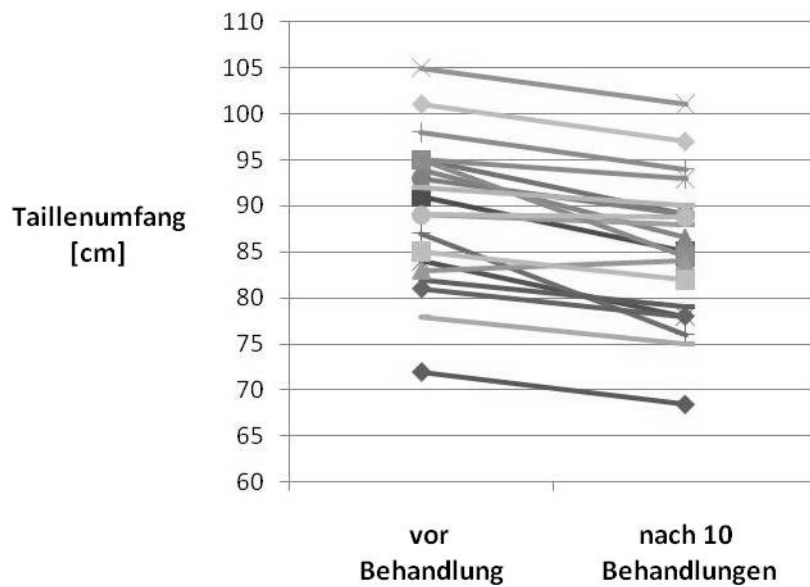 110
105
100
95
90
85
80
75
70
65
60
Taillenumfang
[cm]
vor
Behandlung
nach 10
Behandlungen